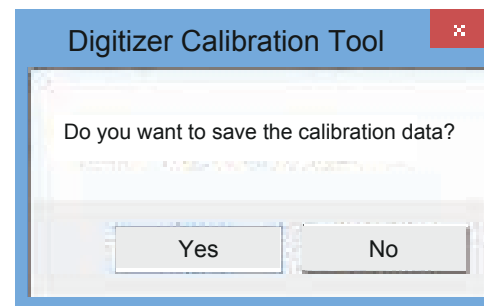 Digitizer Calibration Tool
Do you want to save the calibration data?
Yes
No